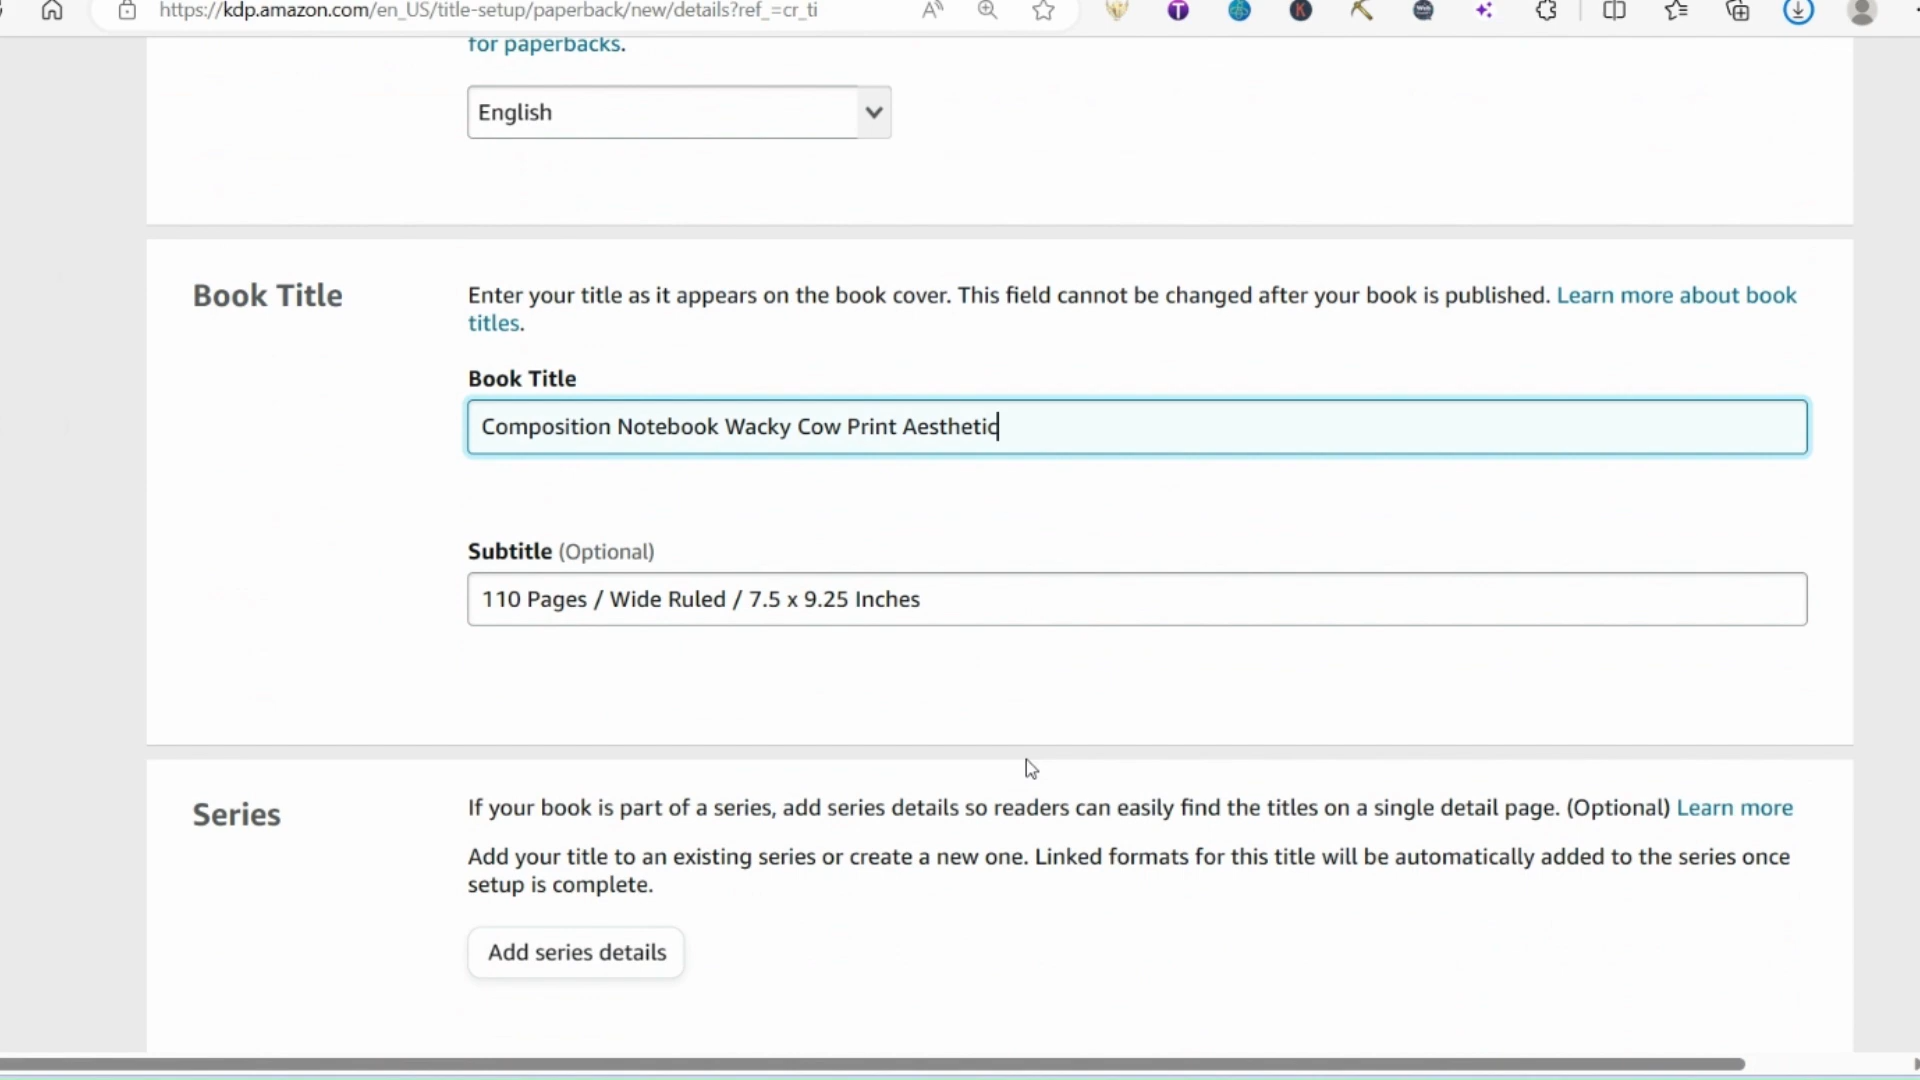 https://kdp.amazon.com/en_US/title-setup/paperback/new/details?ref_=cr_ti
for paperbacks.
English
Book Title
Enter your title as it appears on the book cover. This field cannot be changed after your book is published. Learn more about book
titles.
Book Title
Composition Notebook Wacky Cow Print Aesthetic
Subtitle (Optional)
110 Pages / Wide Ruled / 7.5 x 9.25 Inches
Series
If your book is part of a series, add series details so readers can easily find the titles on a single detail page. (Optional) Learn more
Add your title to an existing series or create a new one. Linked formats for this title will be automatically added to the series once
setup is complete.
Add series details